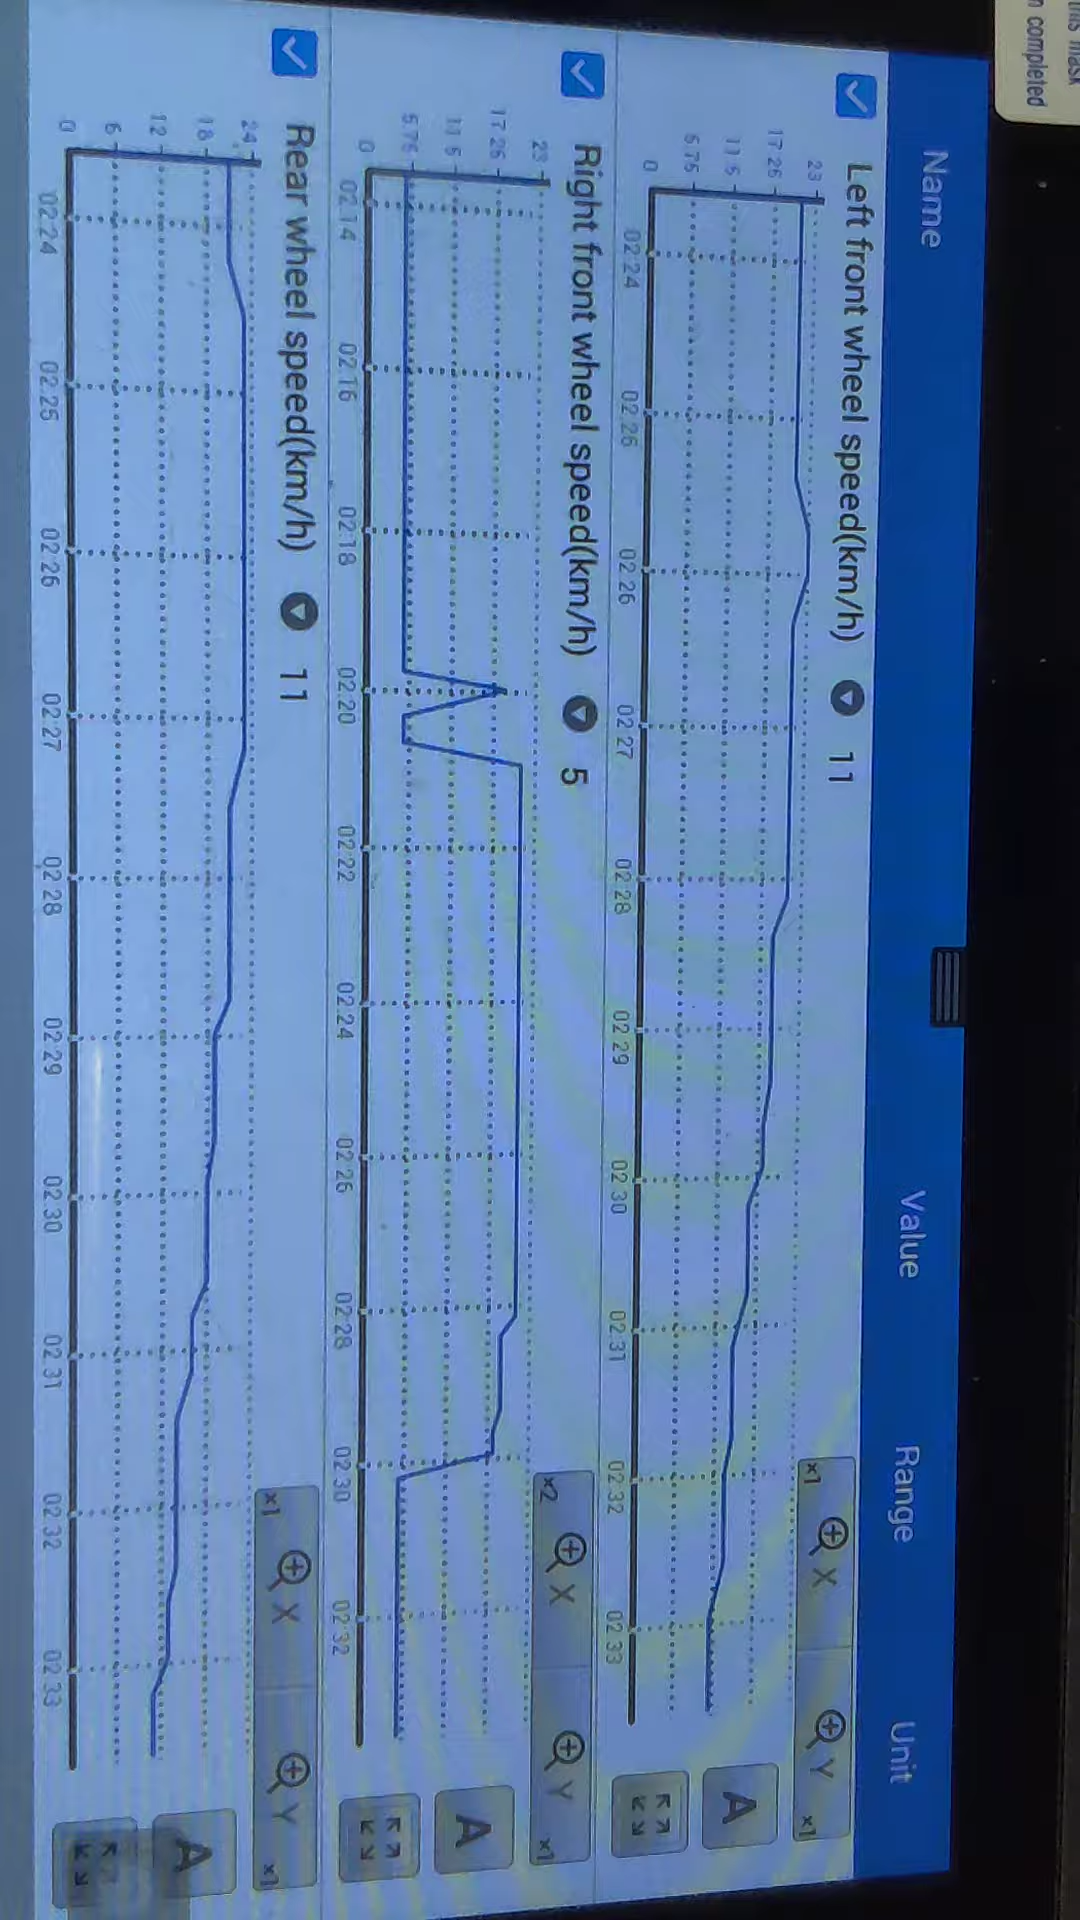 this mask
completed
Name
Value
Range
Unit
Left front wheel speed(km/h)
11
x1
X
Y
x1
23
17.25
11.5
5.75
0
02:24
02:26
02:26
02:27
02:28
02:29
02:30
02:31
02:32
02:33
A
Right front wheel speed(km/h)
5
x2
X
Y
x1
23
17.25
11.5
5.75
0
02:14
02:16
02:18
02:20
02:22
02:24
02:26
02:28
02:30
02:32
A
Rear wheel speed(km/h)
11
x1
X
Y
x1
24
18
12
6
0
02:24
02:25
02:26
02:27
02:28
02:29
02:30
02:31
02:32
02:33
A